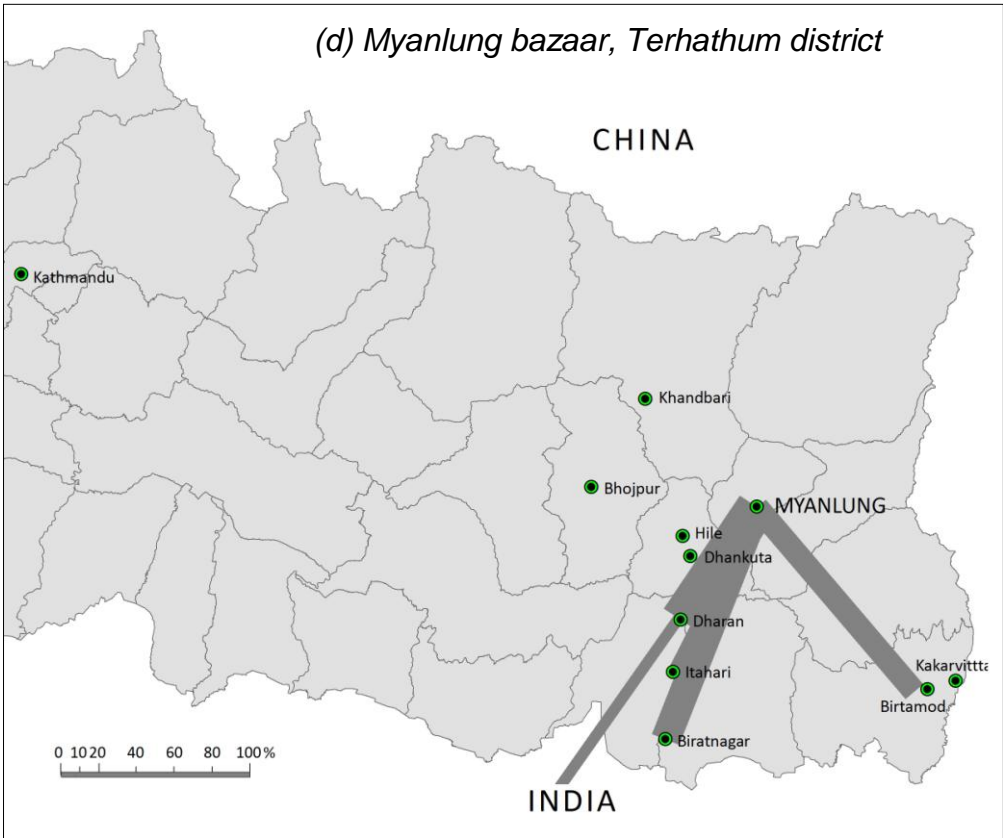 (d) Myanlung bazaar, Terhathum district
CHINA
Kathmandu
Khandbari
Bhojpur
MYANLUNG
Hile
Dhankuta
Dharan
Itahari
Kakarvittta
Birtamod
Biratnagar
0 10 20 40 60 80 100%
INDIA